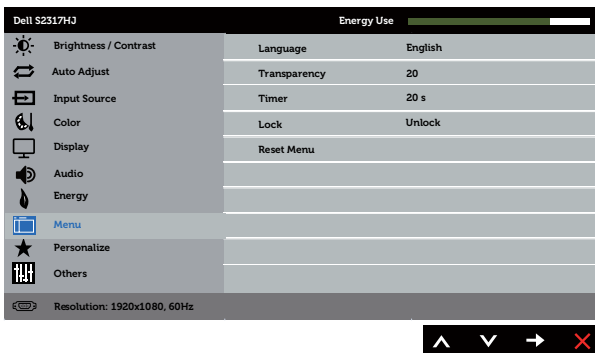 Dell S2317HJ Energy Use
Brightness / Contrast
Auto Adjust
Input Source
Color
Display
Audio
Energy
Menu
Personalize
Others
Language English
Transparency 20
Timer 20 s
Lock Unlock
Reset Menu
Resolution: 1920x1080, 60Hz